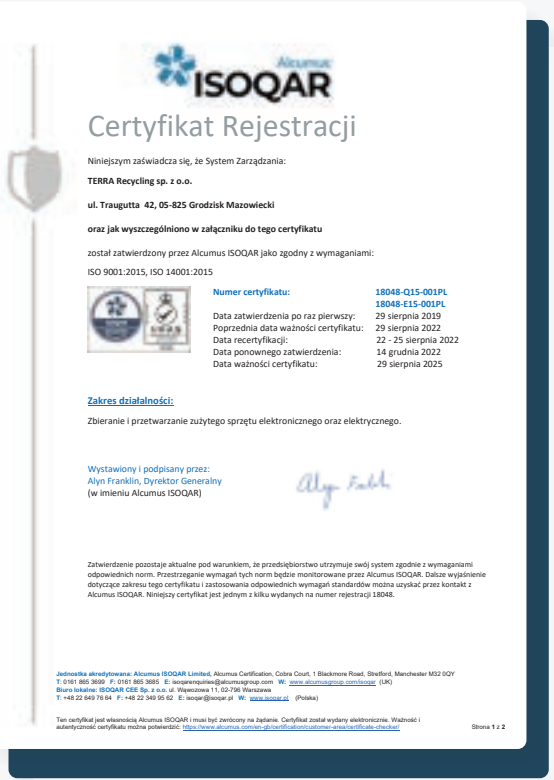 Alcumus
ISOQAR
Certyfikat Rejestracji
Niniejszym zaświadcza się, że System Zarządzania:
TERRA Recycling sp. z o.o.
ul. Traugutta 42, 05-825 Grodzisk Mazowiecki
oraz jak wyszczególniono w załączniku do tego certyfikatu
został zatwierdzony przez Alcumus ISOQAR jako zgodny z wymaganiami:
ISO 9001:2015, ISO 14001:2015
Numer certyfikatu: 18048-Q15-001PL
18048-E15-001PL
Data zatwierdzenia po raz pierwszy: 29 sierpnia 2019
Poprzednia data ważności certyfikatu: 29 sierpnia 2022
Data recertyfikacji: 22 - 25 sierpnia 2022
Data ponownego zatwierdzenia: 14 grudnia 2022
Data ważności certyfikatu: 29 sierpnia 2025
Zakres działalności:
Zbieranie i przetwarzanie zużytego sprzętu elektronicznego oraz elektrycznego.
Wystawiony i podpisany przez:
Alyn Franklin, Dyrektor Generalny
(w imieniu Alcumus ISOQAR)
Zatwierdzenie pozostaje aktualne pod warunkiem, że przedsiębiorstwo utrzymuje swój system zgodnie z wymaganiami
odpowiednich norm. Przestrzeganie wymagań tych norm będzie monitorowane przez Alcumus ISOQAR. Dalsze wyjaśnienie
dotyczące zakresu tego certyfikatu i zastosowania odpowiednich wymagań standardów można uzyskać przez kontakt z
Alcumus ISOQAR. Niniejszy certyfikat jest jednym z kilku wydanych na numer rejestracji 18048.
Jednostka akredytowana: Alcumus ISOQAR Limited, Alcumus Certification, Cobra Court, 1 Blackmore Road, Stretford, Manchester M32 0QY
T: 0161 865 3699 F: 0161 865 3685 E: isoqarenquiries@alcumusgroup.com W: www.alcumusgroup.com/isoqar (UK)
Biuro lokalne: ISOQAR CEE Sp. z o.o. ul. Wąwozowa 11, 02-796 Warszawa
T: +48 22 649 76 64 F: +48 22 349 95 62 E: isoqar@isoqar.pl W: www.isoqar.pl (Polska)
Ten certyfikat jest własnością Alcumus ISOQAR i musi być zwrócony na żądanie. Certyfikat został wydany elektronicznie. Ważność i
autentyczność certyfikatu można potwierdzić: https://www.alcumus.com/en-gb/certification/customer-area/certificate-checker/ Strona 1 z 2